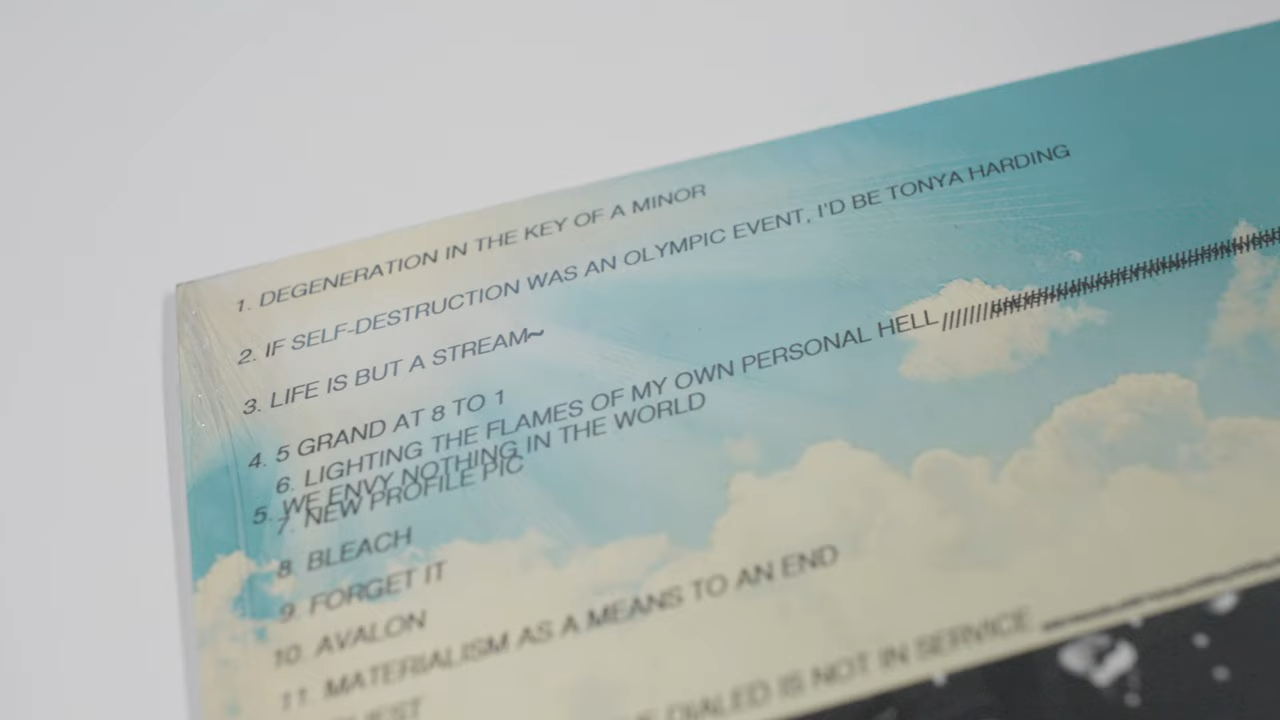 1. DEGENERATION IN THE KEY OF A MINOR
2. IF SELF-DESTRUCTION WAS AN OLYMPIC EVENT, I'D BE TONYA HARDING
3. LIFE IS BUT A STREAM~
4. 5 GRAND AT 8 TO 1
6. LIGHTING THE FLAMES OF MY OWN PERSONAL HELL
5. WE ENVY NOTHING IN THE WORLD
7. NEW PROFILE PIC
8. BLEACH
9. FORGET IT
10. AVALON
11. MATERIALISM AS A MEANS TO AN END
DIALED IS NOT IN SERVICE